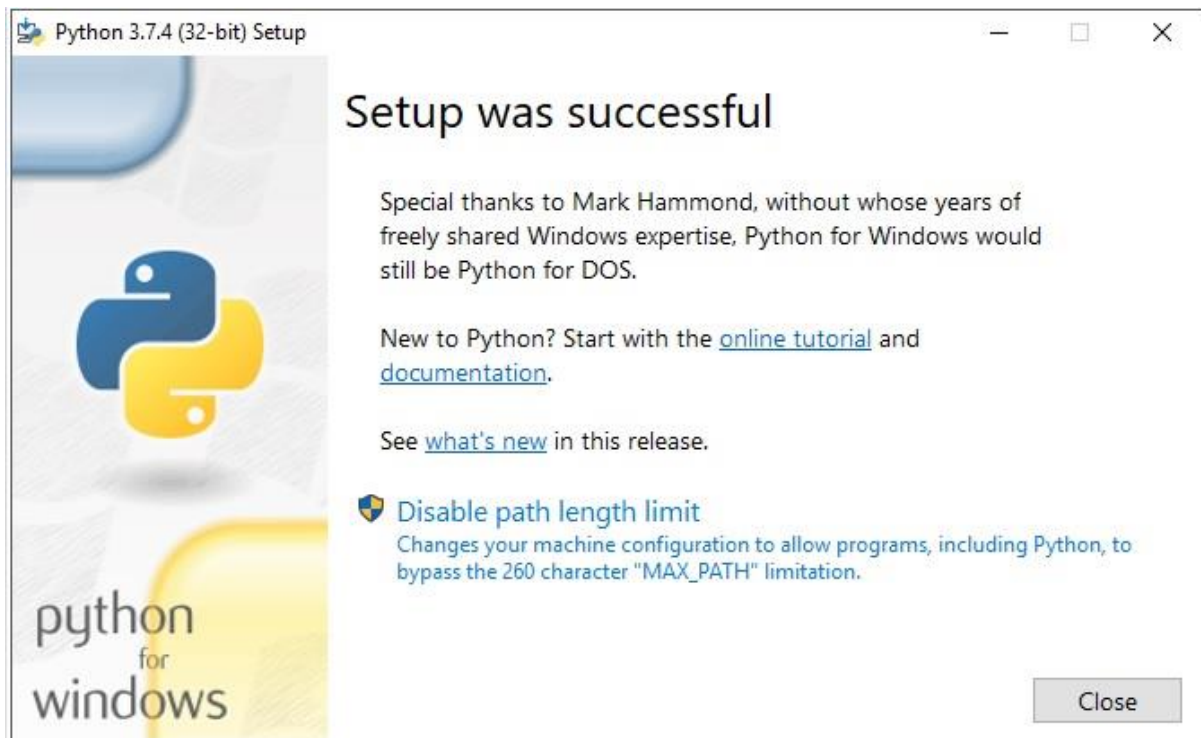 Python 3.7.4 (32-bit) Setup
Setup was successful
Special thanks to Mark Hammond, without whose years of
freely shared Windows expertise, Python for Windows would
still be Python for DOS.
New to Python? Start with the online tutorial and
documentation.
See what's new in this release.
Disable path length limit
Changes your machine configuration to allow programs, including Python, to
bypass the 260 character "MAX_PATH" limitation.
python
for
windows
Close